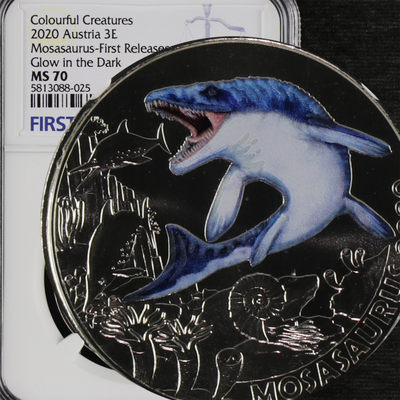 Colourful Creatures
2020 Austria 3E
Mosasaurus-First Releases
Glow in the Dark
MS 70
5813088-025
FIRST
MOSASAURUS